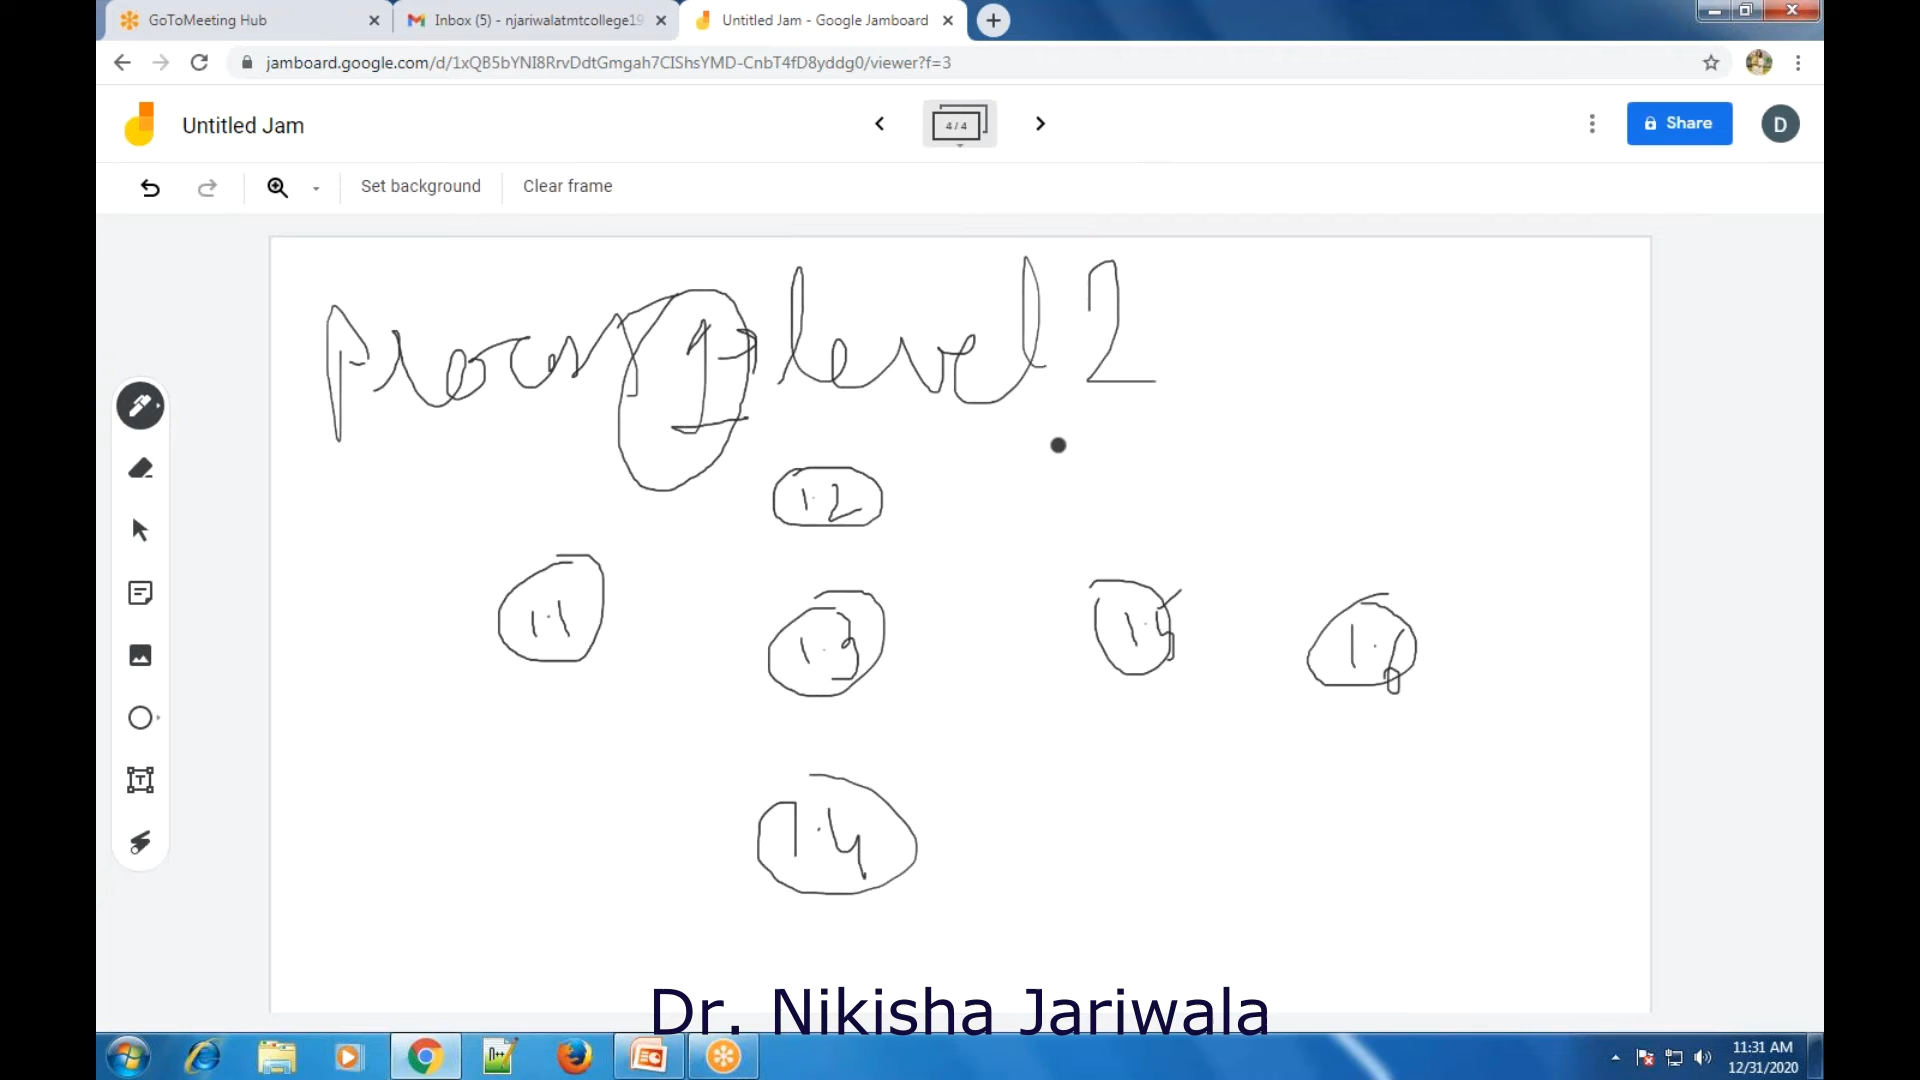 GoToMeeting Hub
Inbox (5) - njariwalatmtcollege19
Untitled Jam - Google Jamboard
jamboard.google.com/d/1xQB5bYNI8RrvDdtGmgah7CIShsYMD-CnbT4fD8yddg0/viewer?f=3
Untitled Jam
4 / 4
Share
D
Set background
Clear frame
process 1 → level 2
1.2
1.1
1.3
1.5
1.6
1.4
Dr. Nikisha Jariwala
11:31 AM
12/31/2020